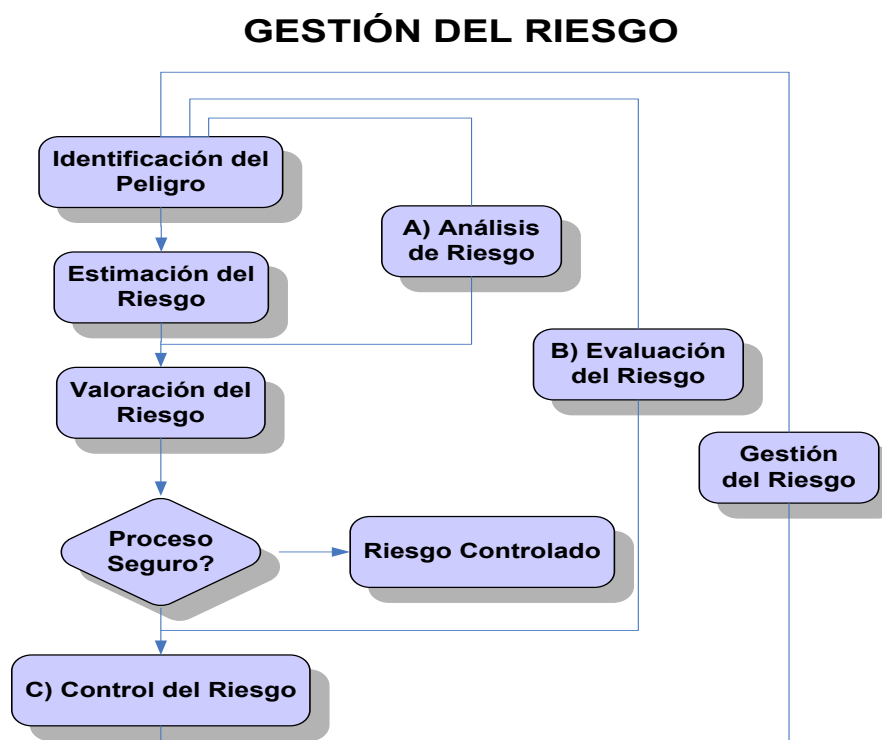 GESTIÓN DEL RIESGO
Identificación del
Peligro
A) Análisis
de Riesgo
Estimación del
Riesgo
B) Evaluación
del Riesgo
Valoración del
Riesgo
Gestión
del Riesgo
Proceso
Seguro?
Riesgo Controlado
C) Control del Riesgo